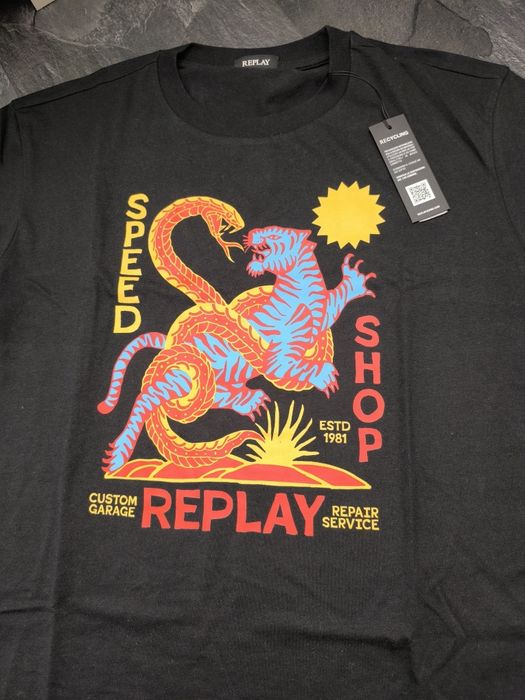 REPLAY
RECYCLING
SPEED
SHOP
ESTD
1981
CUSTOM
GARAGE
REPLAY
REPAIR
SERVICE